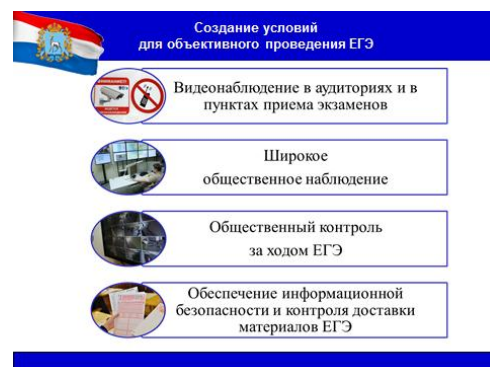 Создание условий
для объективного проведения ЕГЭ
Видеонаблюдение в аудиториях и в
пунктах приема экзаменов
Широкое
общественное наблюдение
Общественный контроль
за ходом ЕГЭ
Обеспечение информационной
безопасности и контроля доставки
материалов ЕГЭ